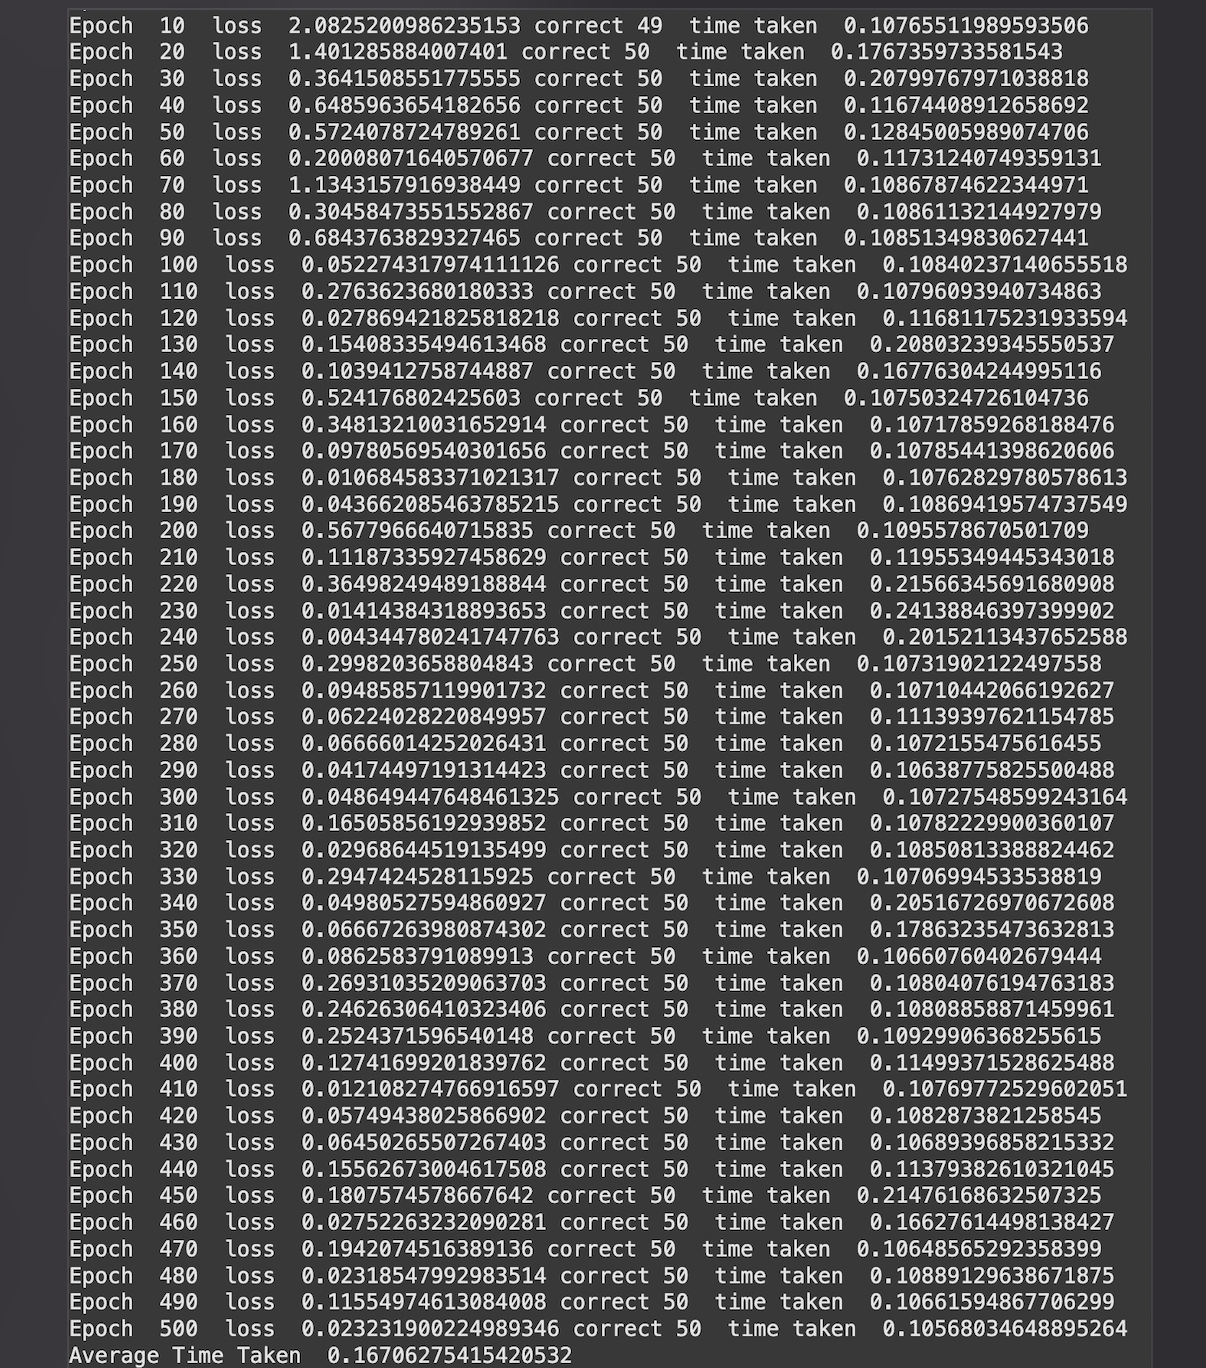 Epoch  10  loss  2.0825200986235153 correct 49  time taken  0.10765511989593506
Epoch  20  loss  1.401285884007401 correct 50  time taken  0.1767359733581543
Epoch  30  loss  0.3641508551775555 correct 50  time taken  0.20799767971038818
Epoch  40  loss  0.6485963654182656 correct 50  time taken  0.11674408912658692
Epoch  50  loss  0.5724078724789261 correct 50  time taken  0.12845005989074706
Epoch  60  loss  0.20008071640570677 correct 50  time taken  0.11731240749359131
Epoch  70  loss  1.1343157916938449 correct 50  time taken  0.10867874622344971
Epoch  80  loss  0.30458473551552867 correct 50  time taken  0.10861132144927979
Epoch  90  loss  0.6843763829327465 correct 50  time taken  0.10851349830627441
Epoch  100  loss  0.052274317974111126 correct 50  time taken  0.10840237140655518
Epoch  110  loss  0.2763623680180333 correct 50  time taken  0.10796093940734863
Epoch  120  loss  0.027869421825818218 correct 50  time taken  0.11681175231933594
Epoch  130  loss  0.15408335494613468 correct 50  time taken  0.20803239345550537
Epoch  140  loss  0.1039412758744887 correct 50  time taken  0.16776304244995116
Epoch  150  loss  0.524176802425603 correct 50  time taken  0.10750324726104736
Epoch  160  loss  0.34813210031652914 correct 50  time taken  0.10717859268188476
Epoch  170  loss  0.09780569540301656 correct 50  time taken  0.10785441398620606
Epoch  180  loss  0.010684583371021317 correct 50  time taken  0.10762829780578613
Epoch  190  loss  0.043662085463785215 correct 50  time taken  0.10869419574737549
Epoch  200  loss  0.5677966640715835 correct 50  time taken  0.1095578670501709
Epoch  210  loss  0.11187335927458629 correct 50  time taken  0.11955349445343018
Epoch  220  loss  0.36498249489188844 correct 50  time taken  0.21566345691680908
Epoch  230  loss  0.01414384318893653 correct 50  time taken  0.24138846397399902
Epoch  240  loss  0.004344780241747763 correct 50  time taken  0.20152113437652588
Epoch  250  loss  0.2998203658804843 correct 50  time taken  0.10731902122497558
Epoch  260  loss  0.09485857119901732 correct 50  time taken  0.10710442066192627
Epoch  270  loss  0.06224028220849957 correct 50  time taken  0.11139397621154785
Epoch  280  loss  0.06666014252026431 correct 50  time taken  0.1072155475616455
Epoch  290  loss  0.04174497191314423 correct 50  time taken  0.10638775825500488
Epoch  300  loss  0.048649447648461325 correct 50  time taken  0.10727548599243164
Epoch  310  loss  0.16505856192939852 correct 50  time taken  0.10782229900360107
Epoch  320  loss  0.02968644519135499 correct 50  time taken  0.10850813388824462
Epoch  330  loss  0.2947424528115925 correct 50  time taken  0.10706994533538819
Epoch  340  loss  0.04980527594860927 correct 50  time taken  0.20516726970672608
Epoch  350  loss  0.06667263980874302 correct 50  time taken  0.17863235473632813
Epoch  360  loss  0.0862583791089913 correct 50  time taken  0.10660760402679444
Epoch  370  loss  0.26931035209063703 correct 50  time taken  0.10804076194763183
Epoch  380  loss  0.24626306410323406 correct 50  time taken  0.10808858871459961
Epoch  390  loss  0.2524371596540148 correct 50  time taken  0.10929906368255615
Epoch  400  loss  0.12741699201839762 correct 50  time taken  0.11499371528625488
Epoch  410  loss  0.012108274766916597 correct 50  time taken  0.10769772529602051
Epoch  420  loss  0.05749438025866902 correct 50  time taken  0.1082873821258545
Epoch  430  loss  0.06450265507267403 correct 50  time taken  0.10689396858215332
Epoch  440  loss  0.15562673004617508 correct 50  time taken  0.11379382610321045
Epoch  450  loss  0.1807574578667642 correct 50  time taken  0.21476168632507325
Epoch  460  loss  0.02752263232090281 correct 50  time taken  0.16627614498138427
Epoch  470  loss  0.1942074516389136 correct 50  time taken  0.10648565292358399
Epoch  480  loss  0.02318547992983514 correct 50  time taken  0.10889129638671875
Epoch  490  loss  0.11554974613084008 correct 50  time taken  0.10661594867706299
Epoch  500  loss  0.023231900224989346 correct 50  time taken  0.10568034648895264
Average Time Taken  0.16706275415420532